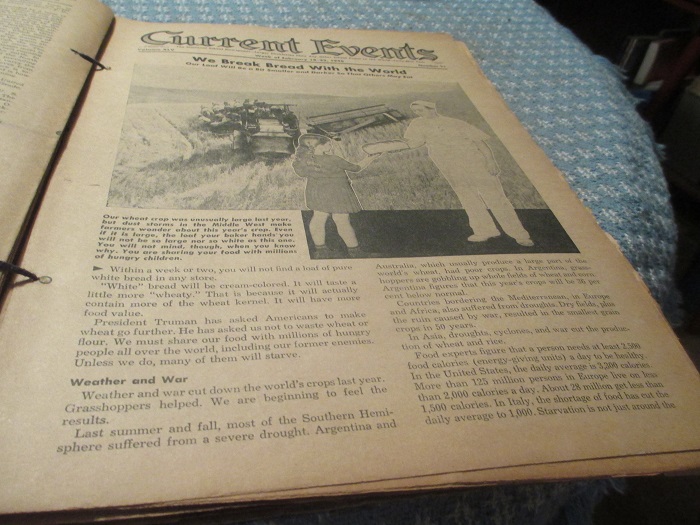 Current Events
We Break Bread With the World
Our Loaf Will Be a Bit Smaller and Darker So That Others May Eat
Our wheat crop was unusually large last year,
but dust storms in the Middle West make
farmers wonder about this year's crop. Even
if it is large, the loaf your baker hands you
will not be so large nor so white as this one.
You will not mind, though, when you know
why. You are sharing your food with millions
of hungry children.
► Within a week or two, you will not find a loaf of pure
white bread in any store.
"White" bread will be cream-colored. It will taste a
little more "wheaty." That is because it will actually
contain more of the wheat kernel. It will have more
food value.
President Truman has asked Americans to make
wheat go further. He has asked us not to waste wheat or
flour. We must share our food with millions of hungry
people all over the world, including our former enemies.
Unless we do, many of them will starve.
Weather and War
Weather and war cut down the world's crops last year.
Grasshoppers helped. We are beginning to feel the
results.
Last summer and fall, most of the Southern Hemi-
sphere suffered from a severe drought. Argentina and
Australia, which usually produce a large part of the
world's wheat, had poor crops. In Argentina, grass-
hoppers are gobbling up whole fields of wheat and corn.
Argentina figures that this year's crops will be 36 per
cent below normal.
Countries bordering the Mediterranean, in Europe
and Africa, also suffered from drought. Dry fields, plus
the ruin caused by war, resulted in the smallest grain
crops in 50 years.
In Asia, droughts, cyclones, and war cut the produc-
tion of wheat and rice.
Food experts figure that a person needs at least 2,500
food calories (energy-giving units) a day to be healthy.
In the United States, the daily average is 3,200 calories.
More than 125 million persons in Europe live on less
than 2,000 calories a day. About 28 million get less than
1,500 calories. In Italy, the shortage of food has cut the
daily average to 1,000. Starvation is not just around the